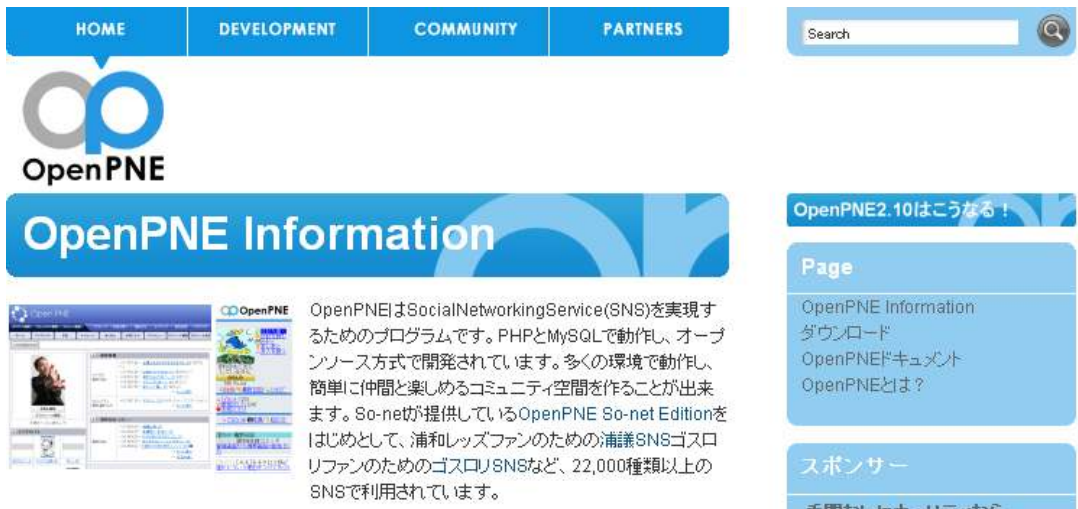 HOME DEVELOPMENT COMMUNITY PARTNERS
Search
OpenPNE
OpenPNE Information
OpenPNE
OpenPNEはSocialNetworkingService(SNS)を実現す
るためのプログラムです。PHPとMySQLで動作し、オープ
ンソース方式で開発されています。多くの環境で動作し、
簡単に仲間と楽しめるコミュニティ空間を作ることが出来
ます。So-netが提供しているOpenPNE So-net Editionを
はじめとして、浦和レッズファンのための浦議SNSゴスロ
リファンのためのゴスロリSNSなど、22,000種類以上の
SNSで利用されています。
OpenPNE2.10はこうなる！
Page
OpenPNE Information
ダウンロード
OpenPNEドキュメント
OpenPNEとは？
スポンサー